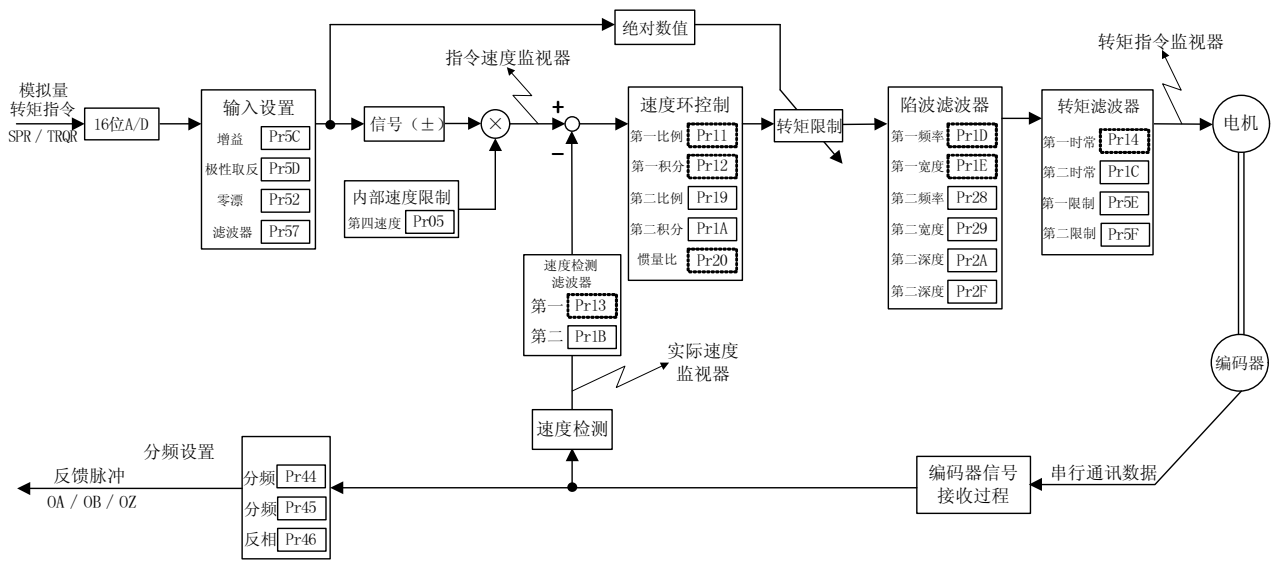 绝对数值
指令速度监视器
转矩指令监视器
模拟量
转矩指令
SPR / TRQR
16位A/D
输入设置
增益 Pr5C
极性取反 Pr5D
零漂 Pr52
滤波器 Pr57
信号（±）
×
+
−
内部速度限制
第四速度 Pr05
速度环控制
第一比例 Pr11
第一积分 Pr12
第二比例 Pr19
第二积分 Pr1A
惯量比 Pr20
转矩限制
陷波滤波器
第一频率 Pr1D
第一宽度 Pr1E
第二频率 Pr28
第二宽度 Pr29
第二深度 Pr2A
第二深度 Pr2F
转矩滤波器
第一时常 Pr14
第二时常 Pr1C
第一限制 Pr5E
第二限制 Pr5F
电机
速度检测
滤波器
第一 Pr13
第二 Pr1B
实际速度
监视器
编码器
速度检测
分频设置
反馈脉冲
OA / OB / OZ
分频 Pr44
分频 Pr45
反相 Pr46
编码器信号
接收过程
串行通讯数据